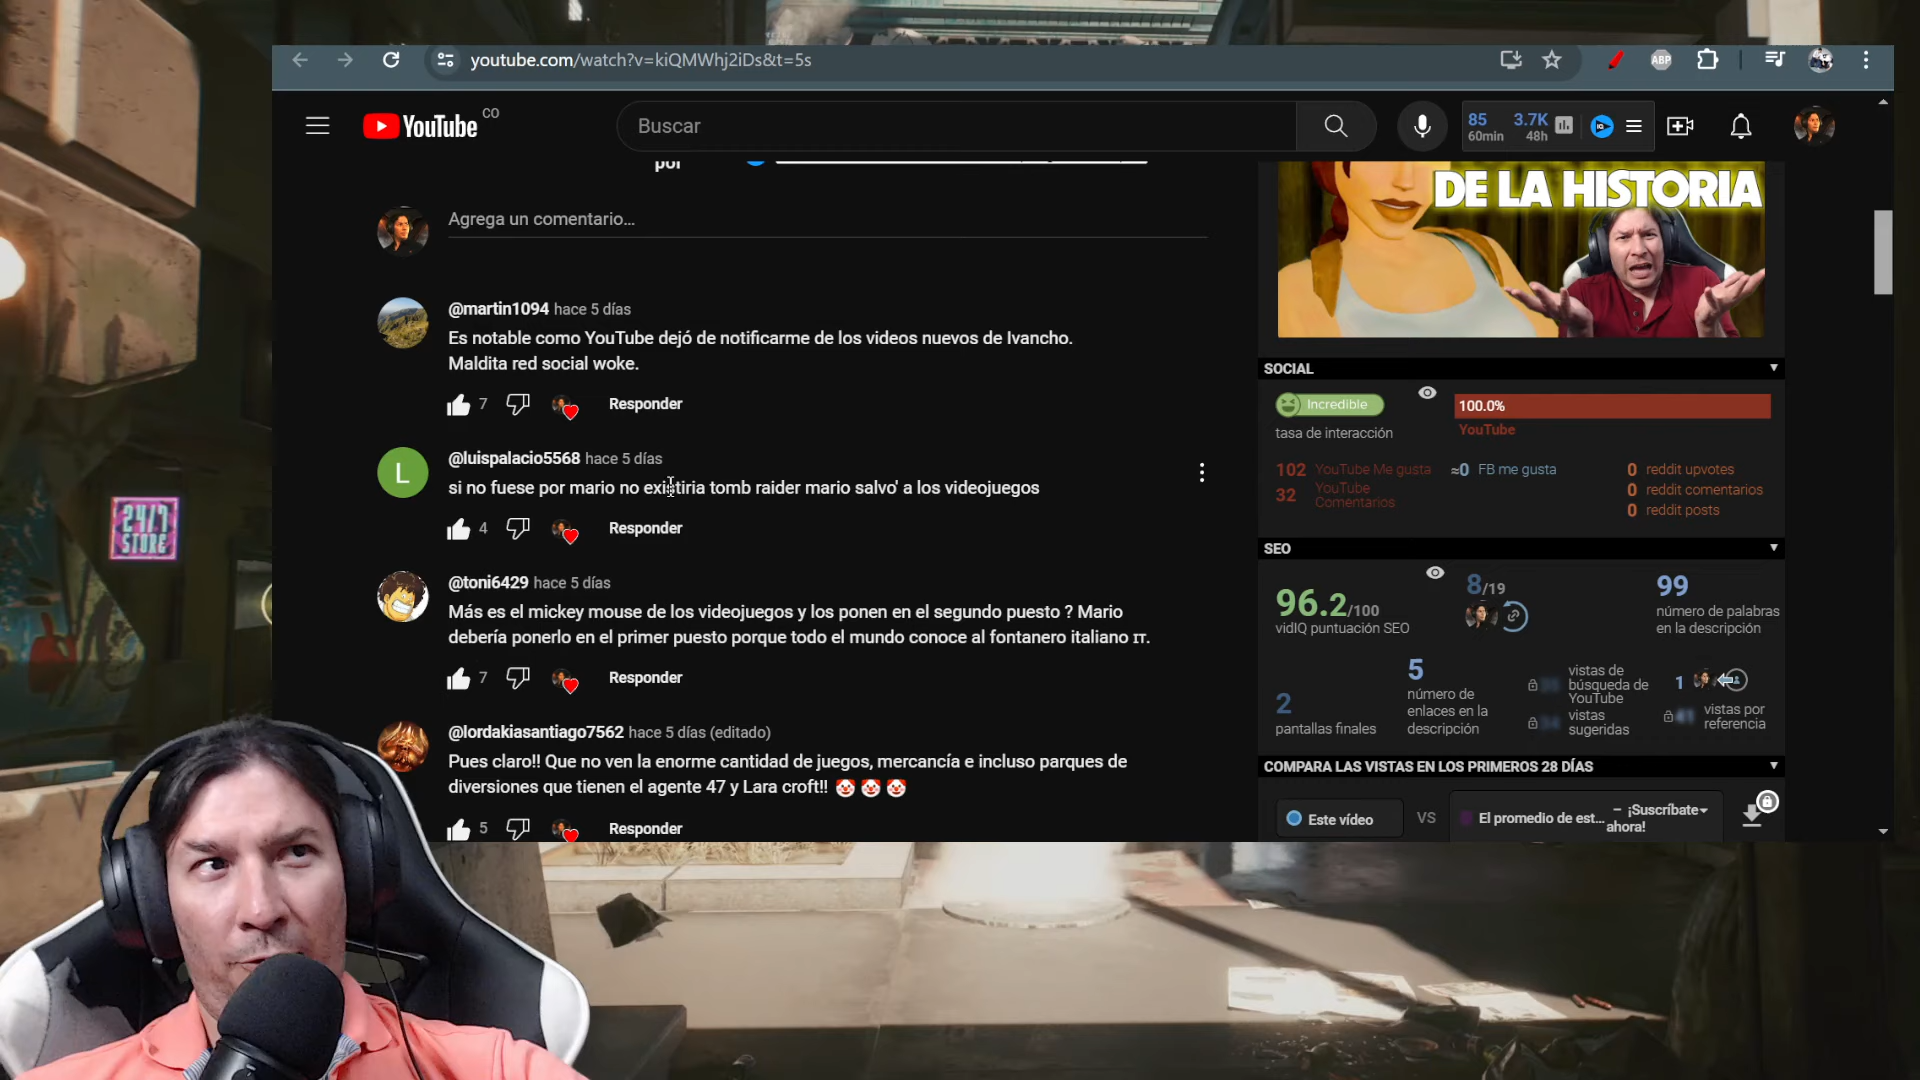 youtube.com/watch?v=kiQMWhj2iDs&t=5s
ABP
YouTube CO
Buscar
85 3.7K
60min 48h
por
Agrega un comentario...
@martin1094 hace 5 días
Es notable como YouTube dejó de notificarme de los videos nuevos de Ivancho.
Maldita red social woke.
7 Responder
@luispalacio5568 hace 5 días
si no fuese por mario no existiria tomb raider mario salvo' a los videojuegos
4 Responder
@toni6429 hace 5 días
Más es el mickey mouse de los videojuegos y los ponen en el segundo puesto ? Mario
debería ponerlo en el primer puesto porque todo el mundo conoce al fontanero italiano IT.
7 Responder
@lordakiasantiago7562 hace 5 días (editado)
Pues claro!! Que no ven la enorme cantidad de juegos, mercancía e incluso parques de
diversiones que tienen el agente 47 y Lara croft!! 🤡🤡🤡
5 Responder
L
24/7
STORE
DE LA HISTORIA
SOCIAL
Incredible
tasa de interacción
100.0%
YouTube
102 YouTube Me gusta
32 YouTube
Comentarios
≈0 FB me gusta
0 reddit upvotes
0 reddit comentarios
0 reddit posts
SEO
96.2/100
vidIQ puntuación SEO
8/19
99
número de palabras
en la descripción
2
pantallas finales
5
número de
enlaces en la
descripción
vistas de
búsqueda de
YouTube
vistas
sugeridas
1
vistas por
referencia
COMPARA LAS VISTAS EN LOS PRIMEROS 28 DÍAS
Este vídeo
VS
El promedio de est...
– ¡Suscríbate
ahora!